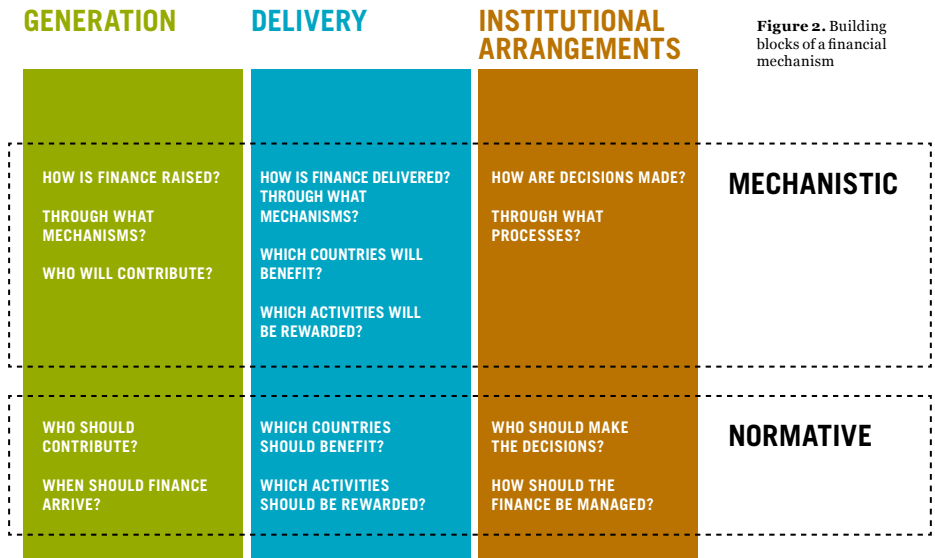 GENERATION
DELIVERY
INSTITUTIONAL
ARRANGEMENTS
Figure 2. Building
blocks of a financial
mechanism
HOW IS FINANCE RAISED?
THROUGH WHAT
MECHANISMS?
WHO WILL CONTRIBUTE?
HOW IS FINANCE DELIVERED?
THROUGH WHAT
MECHANISMS?
WHICH COUNTRIES WILL
BENEFIT?
WHICH ACTIVITIES WILL
BE REWARDED?
HOW ARE DECISIONS MADE?
THROUGH WHAT
PROCESSES?
MECHANISTIC
WHO SHOULD
CONTRIBUTE?
WHEN SHOULD FINANCE
ARRIVE?
WHICH COUNTRIES
SHOULD BENEFIT?
WHICH ACTIVITIES
SHOULD BE REWARDED?
WHO SHOULD MAKE
THE DECISIONS?
HOW SHOULD THE
FINANCE BE MANAGED?
NORMATIVE